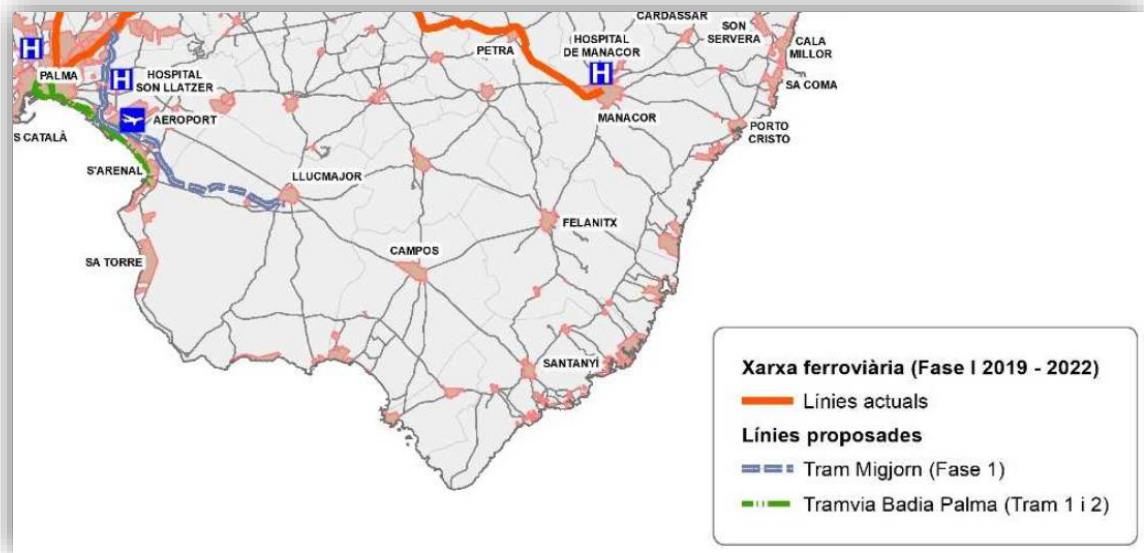 CARDASSAR
SON
SERVERA
PETRA
HOSPITAL
DE MANACOR
CALA
MILLOR
H
H
SA COMA
PALMA
H
HOSPITAL
SON LLATZER
AEROPORT
MANACOR
PORTO
CRISTO
S CATALÀ
S'ARENAL
LLUCMAJOR
FELANITX
CAMPOS
SA TORRE
SANTANYÍ
Xarxa ferroviària (Fase I 2019 - 2022)
Línies actuals
Línies proposades
Tram Migjorn (Fase 1)
Tramvia Badia Palma (Tram 1 i 2)